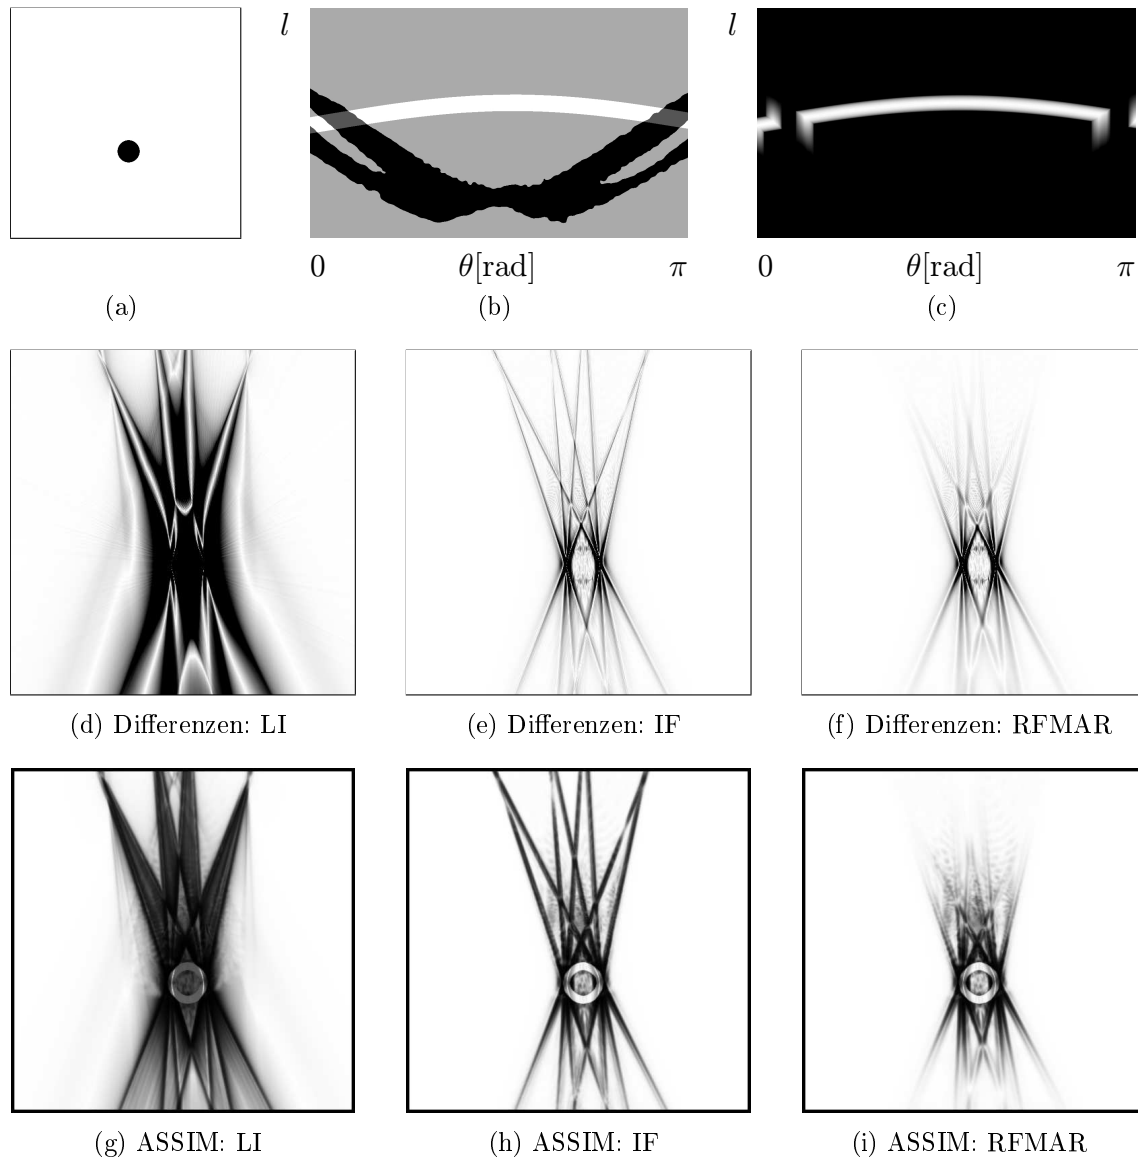 l
l
0 θ[rad] π
0 θ[rad] π
(a)
(b)
(c)
(d) Differenzen: LI
(e) Differenzen: IF
(f) Differenzen: RFMAR
(g) ASSIM: LI
(h) ASSIM: IF
(i) ASSIM: RFMAR